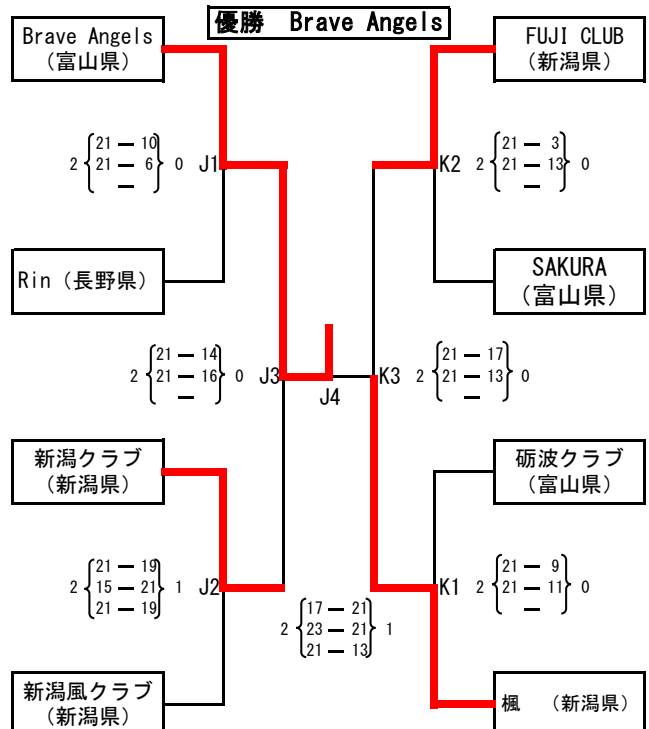 優勝 Brave Angels
Brave Angels
（富山県）
FUJI CLUB
（新潟県）
2 21 ― 10 0 J1
21 ― 6
―
K2 2 21 ― 3 0
21 ― 13
―
Rin（長野県）
SAKURA
（富山県）
2 21 ― 14 0 J3
21 ― 16
―
J4
K3 2 21 ― 17 0
21 ― 13
―
新潟クラブ
（新潟県）
砺波クラブ
（富山県）
2 21 ― 19 1 J2
15 ― 21
21 ― 19
K1 2 21 ― 9 0
21 ― 11
―
2 17 ― 21 1
23 ― 21
21 ― 13
新潟風クラブ
（新潟県）
楓 （新潟県）